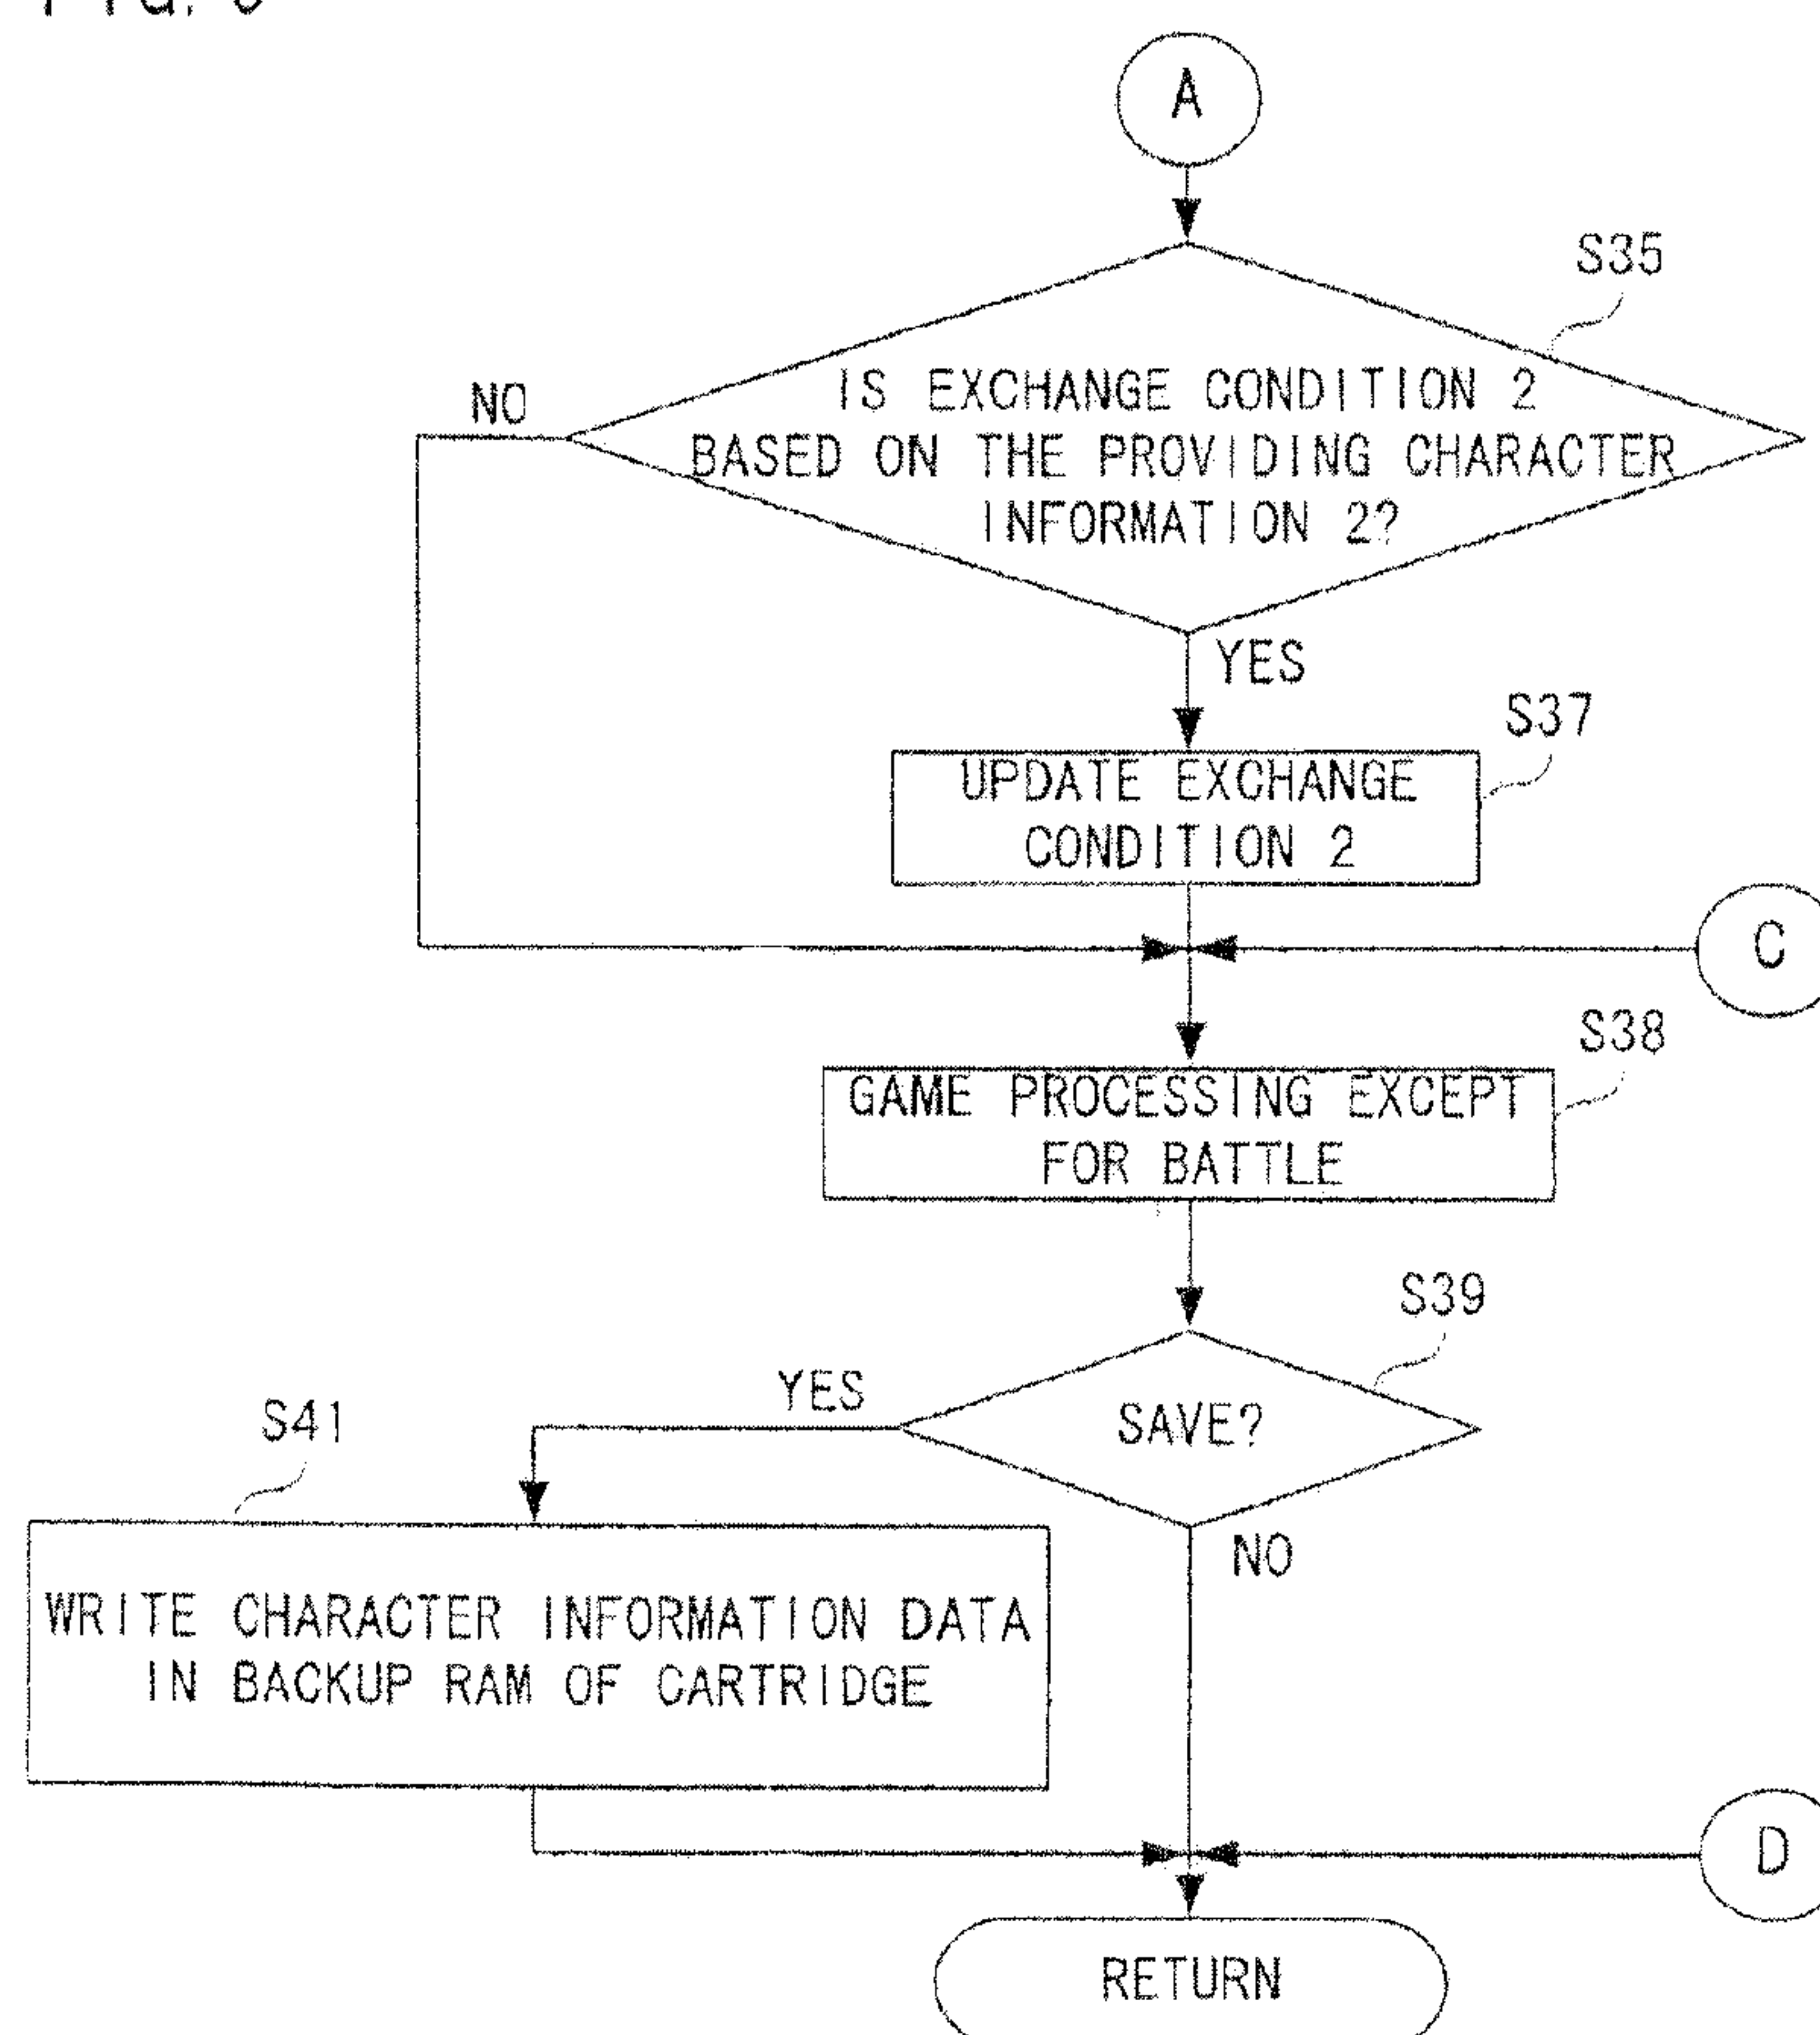 A
S35
NO
IS EXCHANGE CONDITION 2
BASED ON THE PROVIDING CHARACTER
INFORMATION 2?
YES
S37
UPDATE EXCHANGE
CONDITION 2
C
S38
GAME PROCESSING EXCEPT
FOR BATTLE
S39
YES
SAVE?
S41
NO
WRITE CHARACTER INFORMATION DATA
IN BACKUP RAM OF CARTRIDGE
D
RETURN